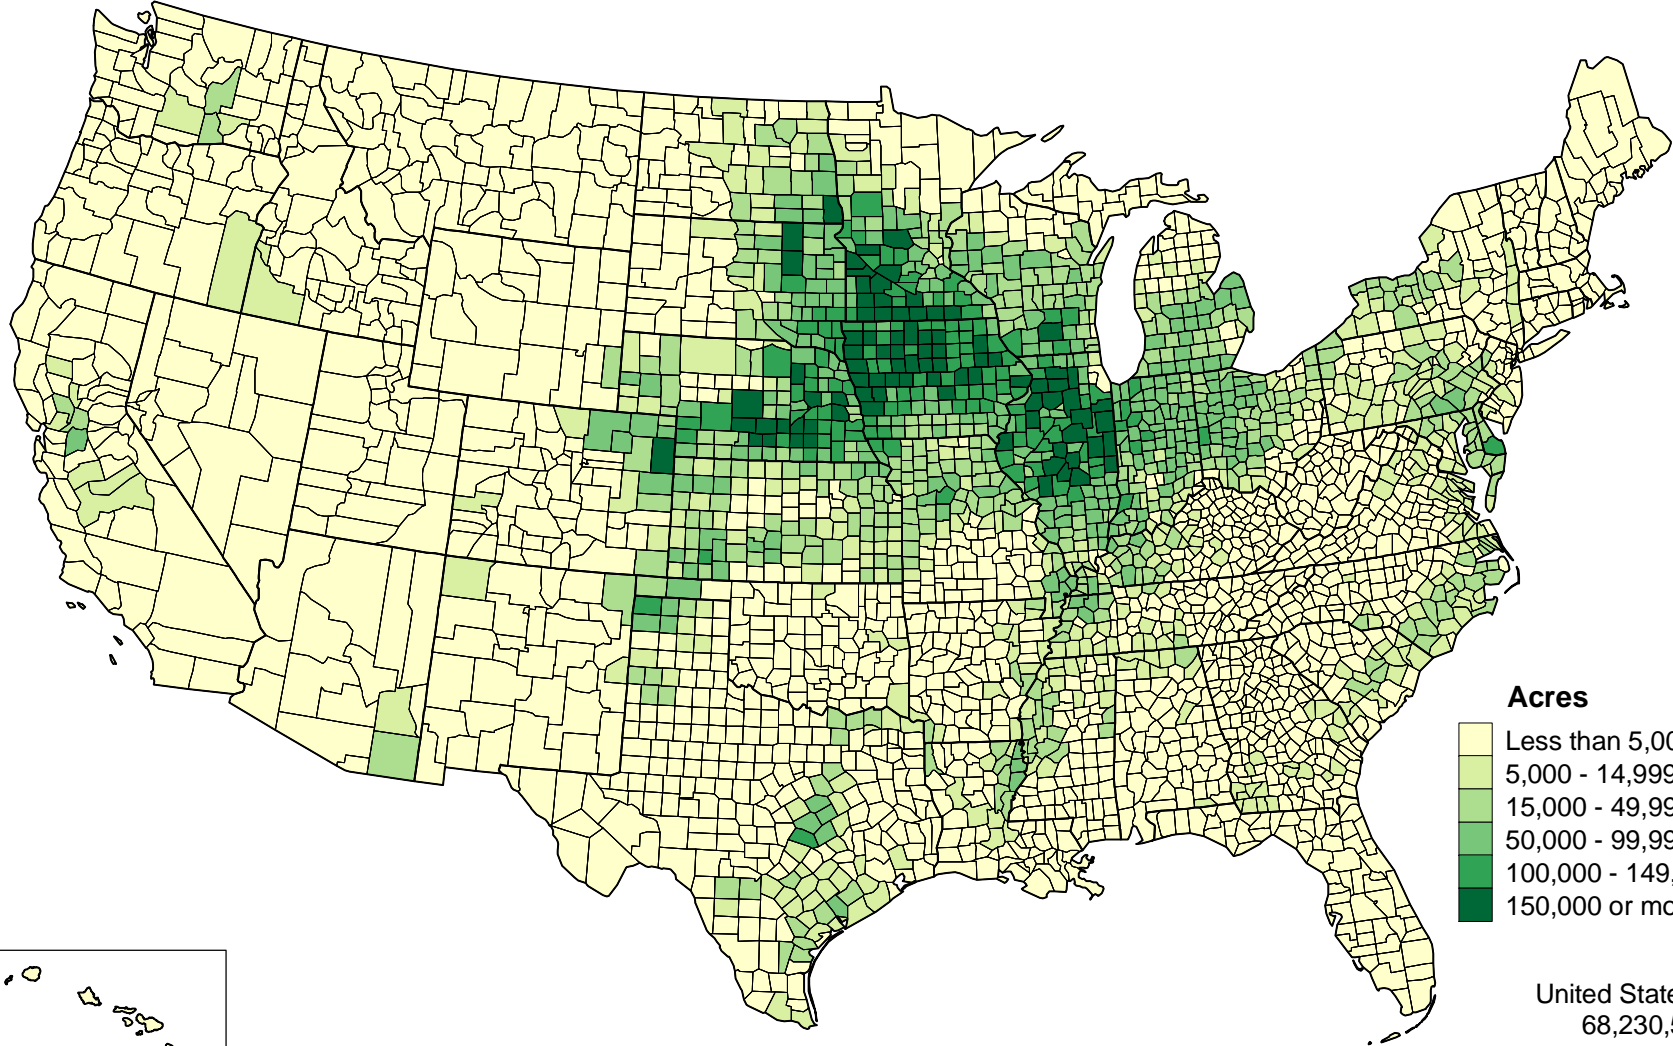 Acres
Less than 5,00
5,000 - 14,999
15,000 - 49,99
50,000 - 99,99
100,000 - 149,
150,000 or mo
United State
68,230,5